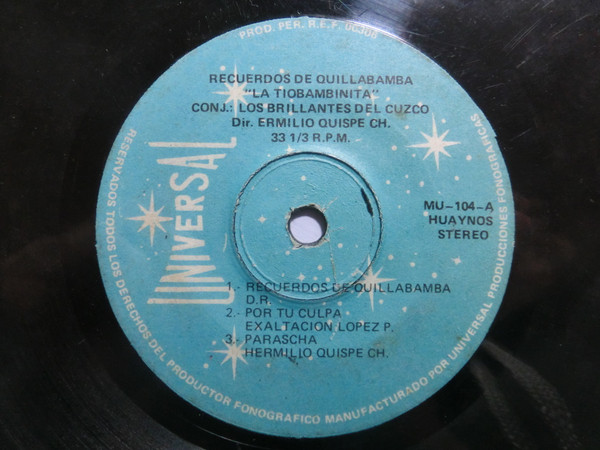 PROD. PER. R.E.F. 00308
RECUERDOS DE QUILLABAMBA
"LA TIOBAMBINITA"
CONJ.: LOS BRILLANTES DEL CUZCO
Dir. ERMILIO QUISPE CH.
33 1/3 R.P.M.
UNIVERSAL
MU-104-A
HUAYNOS
STEREO
1.- RECUERDOS DE QUILLABAMBA
D.R.
2.- POR TU CULPA
EXALTACION LOPEZ P.
3.- PARASCHA
HERMILIO QUISPE CH.
RESERVADOS TODOS LOS DERECHOS DEL PRODUCTOR FONOGRAFICO MANUFACTURADO POR UNIVERSAL PRODUCCIONES FONOGRAFICAS